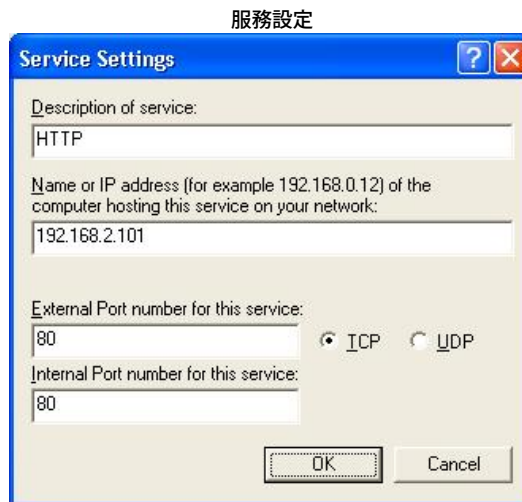 服務設定
Service Settings
Description of service:
HTTP
Name or IP address (for example 192.168.0.12) of the
computer hosting this service on your network:
192.168.2.101
External Port number for this service:
80
TCP
UDP
Internal Port number for this service:
80
OK
Cancel